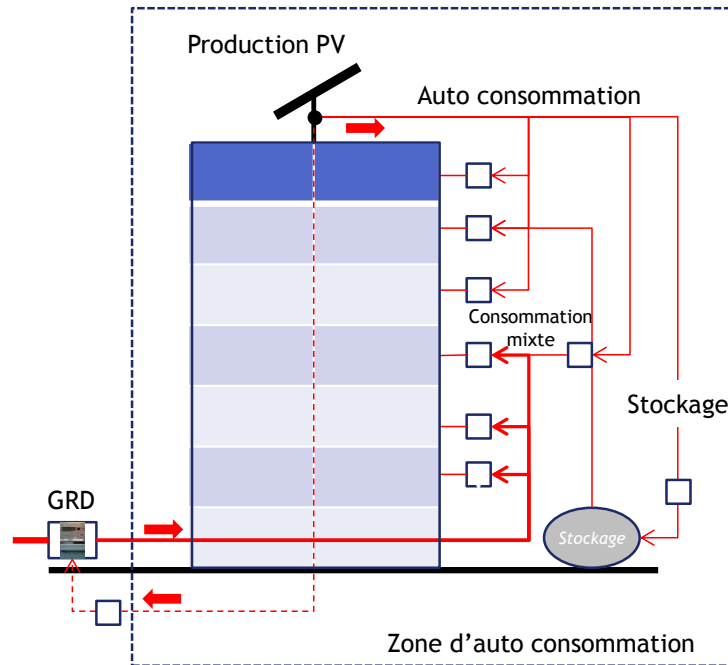 Production PV
Auto consommation
Consommation
mixte
Stockage
GRD
Stockage
Zone d'auto consommation